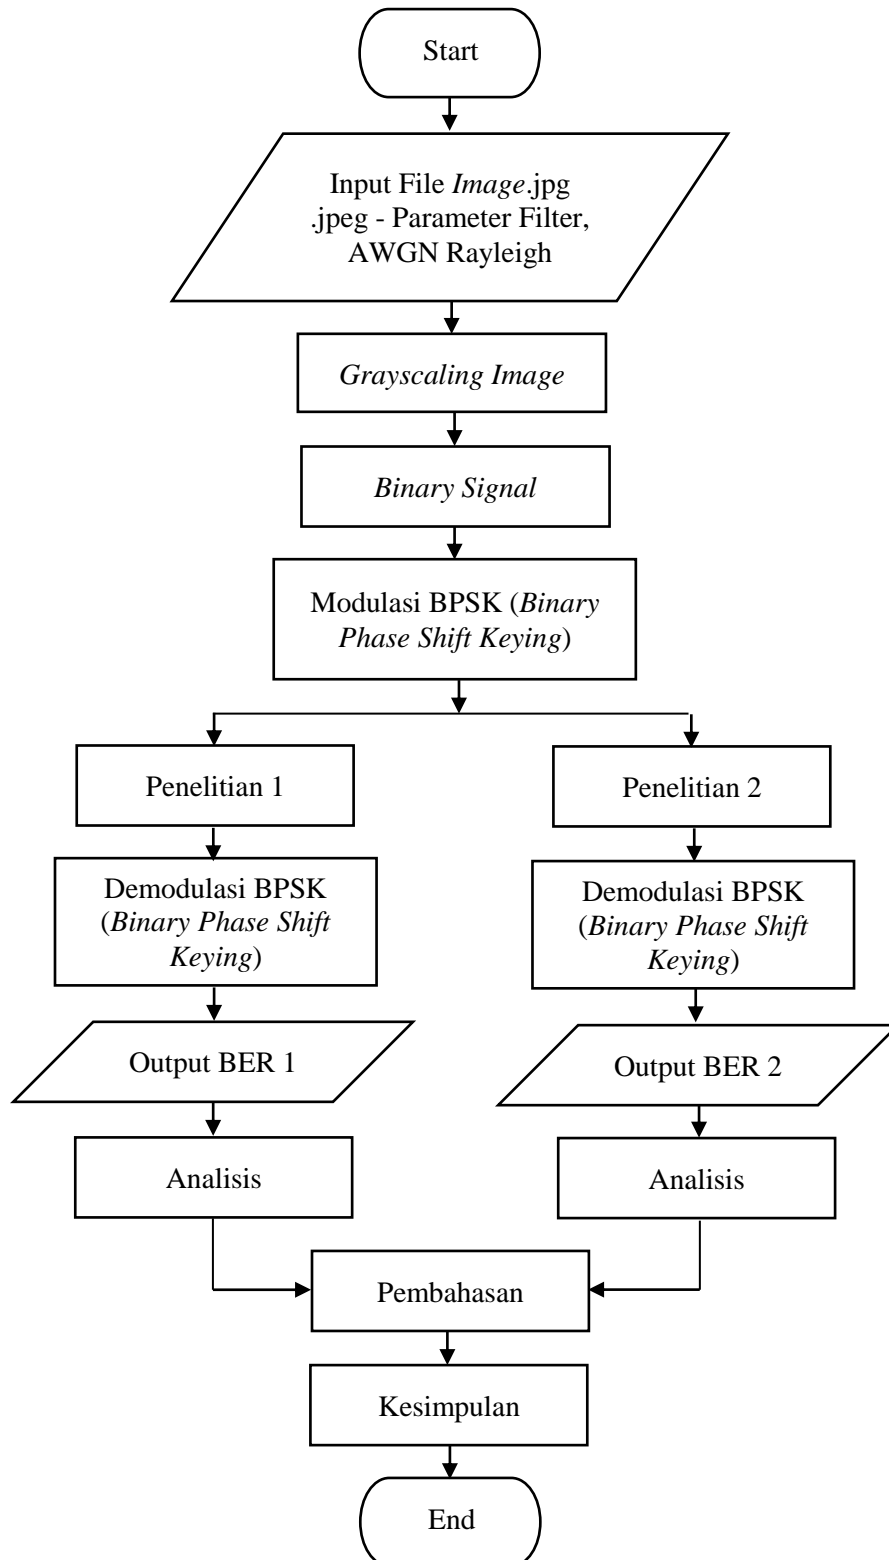 Start
Input File Image.jpg
.jpeg - Parameter Filter,
AWGN Rayleigh
Grayscaling Image
Binary Signal
Modulasi BPSK (Binary
Phase Shift Keying)
Penelitian 1
Penelitian 2
Demodulasi BPSK
(Binary Phase Shift
Keying)
Demodulasi BPSK
(Binary Phase Shift
Keying)
Output BER 1
Output BER 2
Analisis
Analisis
Pembahasan
Kesimpulan
End